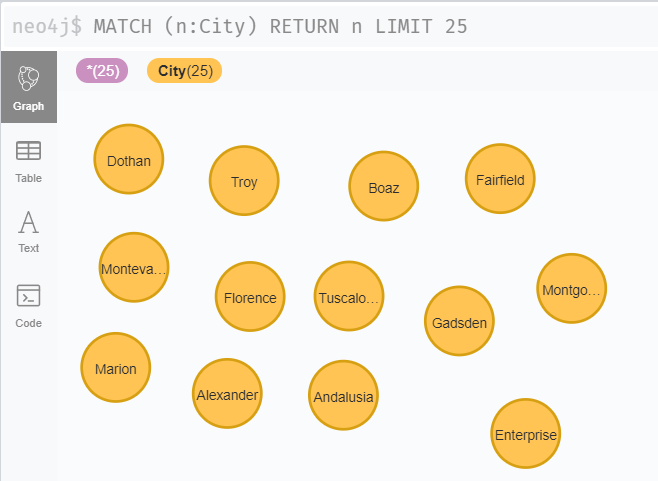 neo4j$ MATCH (n:City) RETURN n LIMIT 25
*(25) City(25)
Graph
Table
Text
Code
Dothan
Troy
Boaz
Fairfield
Monteva…
Florence
Tuscalo…
Gadsden
Montgo…
Marion
Alexander
Andalusia
Enterprise